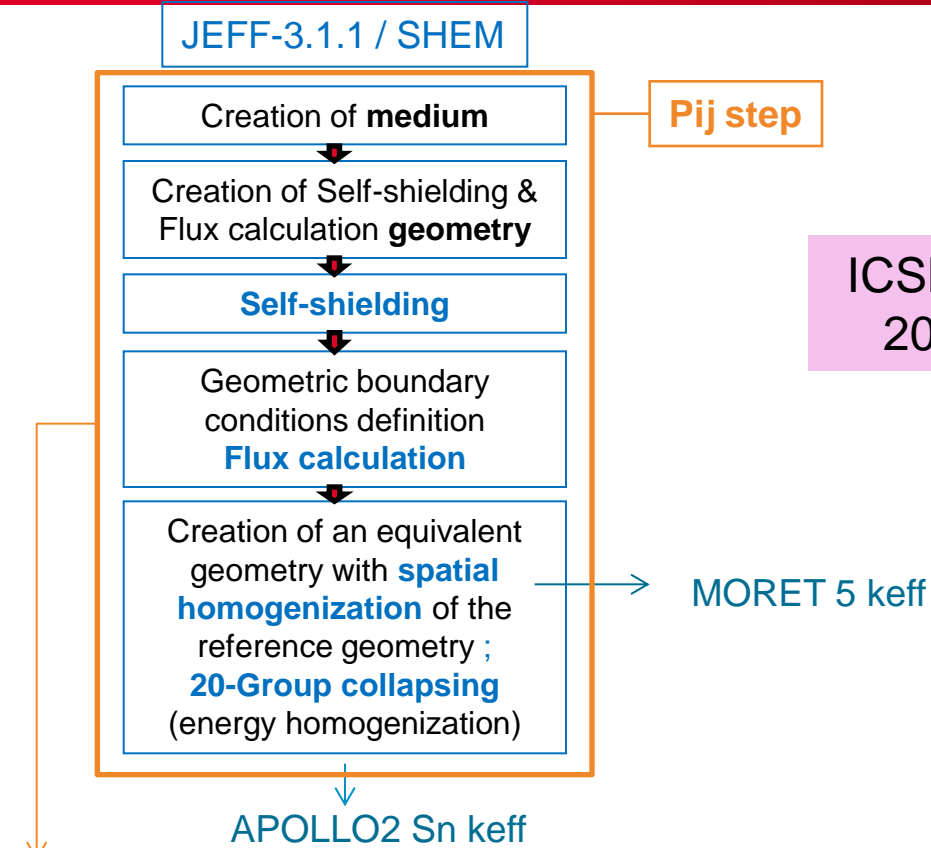 JEFF-3.1.1 / SHEM
Creation of medium
Pij step
Creation of Self-shielding &
Flux calculation geometry
Self-shielding
Geometric boundary
conditions definition
Flux calculation
Creation of an equivalent
geometry with spatial
homogenization of the
reference geometry ;
20-Group collapsing
(energy homogenization)
MORET 5 keff
APOLLO2 Sn keff
20